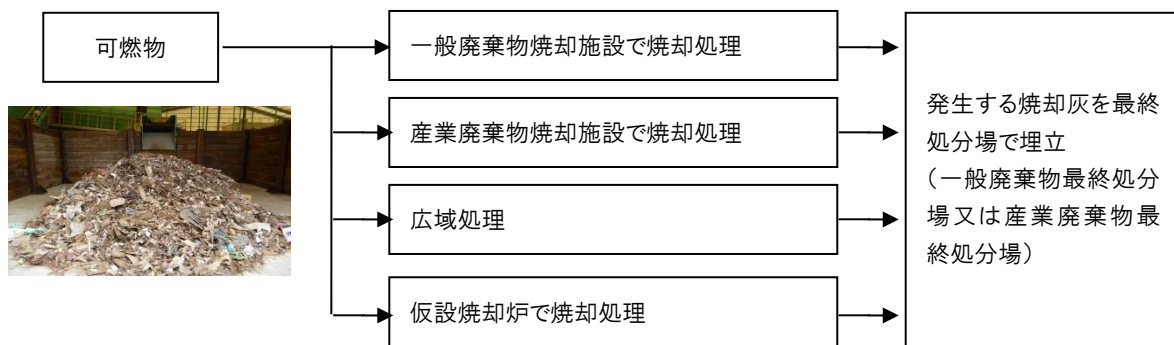 可燃物
一般廃棄物焼却施設で焼却処理
産業廃棄物焼却施設で焼却処理
広域処理
仮設焼却炉で焼却処理
発生する焼却灰を最終
処分場で埋立
（一般廃棄物最終処分
場又は産業廃棄物最
終処分場）